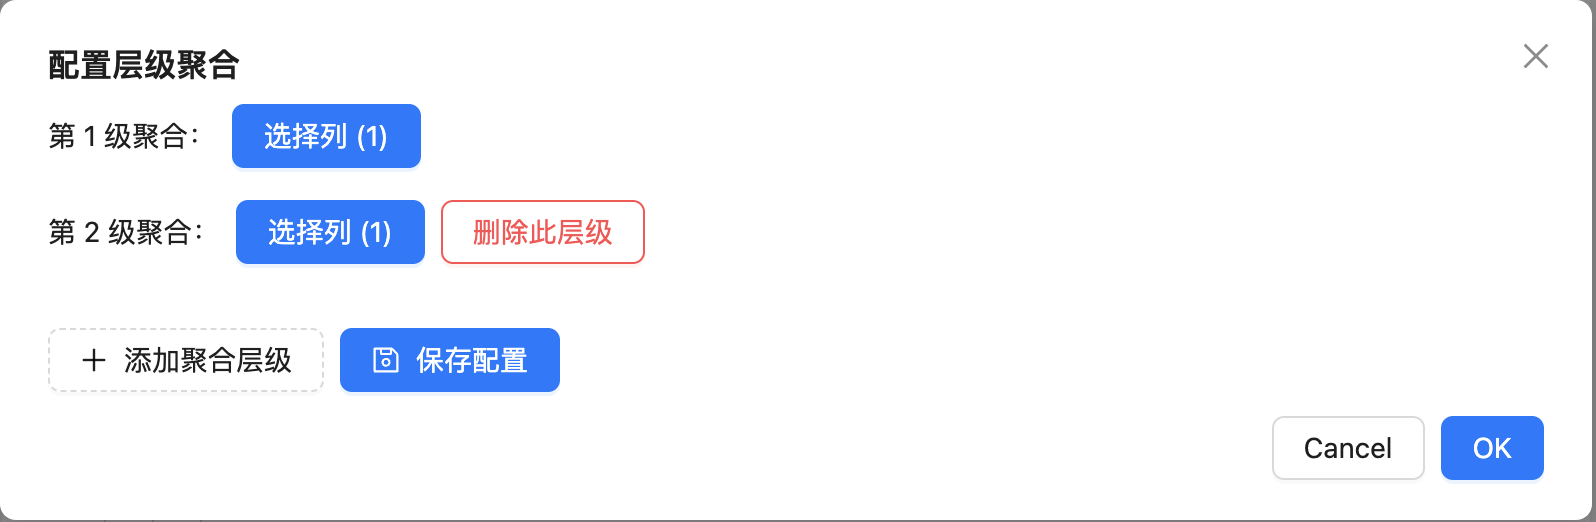 配置层级聚合
第 1 级聚合： 选择列 (1)
第 2 级聚合： 选择列 (1) 删除此层级
添加聚合层级 保存配置
Cancel OK